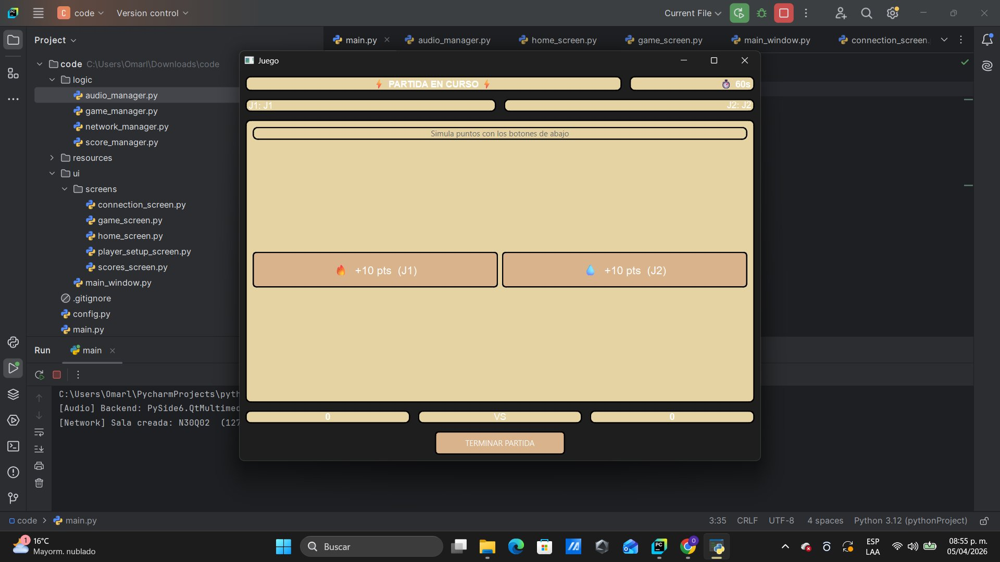 C code Version control Current File
Project
main.py audio_manager.py home_screen.py game_screen.py main_window.py connection_screen.
code C:\Users\Omarl\Downloads\code
logic
audio_manager.py
game_manager.py
network_manager.py
score_manager.py
resources
ui
screens
connection_screen.py
game_screen.py
home_screen.py
player_setup_screen.py
scores_screen.py
main_window.py
.gitignore
config.py
main.py
Juego
⚡ PARTIDA EN CURSO ⚡
⏱ 60s
J1: J1
J2: J2
Simula puntos con los botones de abajo
🔥 +10 pts (J1)
💧 +10 pts (J2)
0
VS
0
TERMINAR PARTIDA
Run main
C:\Users\Omarl\PycharmProjects\pyth
[Audio] Backend: PySide6.QtMultimed
[Network] Sala creada: N30Q02 (127
code > main.py
3:35 CRLF UTF-8 4 spaces Python 3.12 (pythonProject)
1
16°C
Mayorm. nublado
Buscar
0
ESP
LAA
08:55 p. m.
05/04/2026